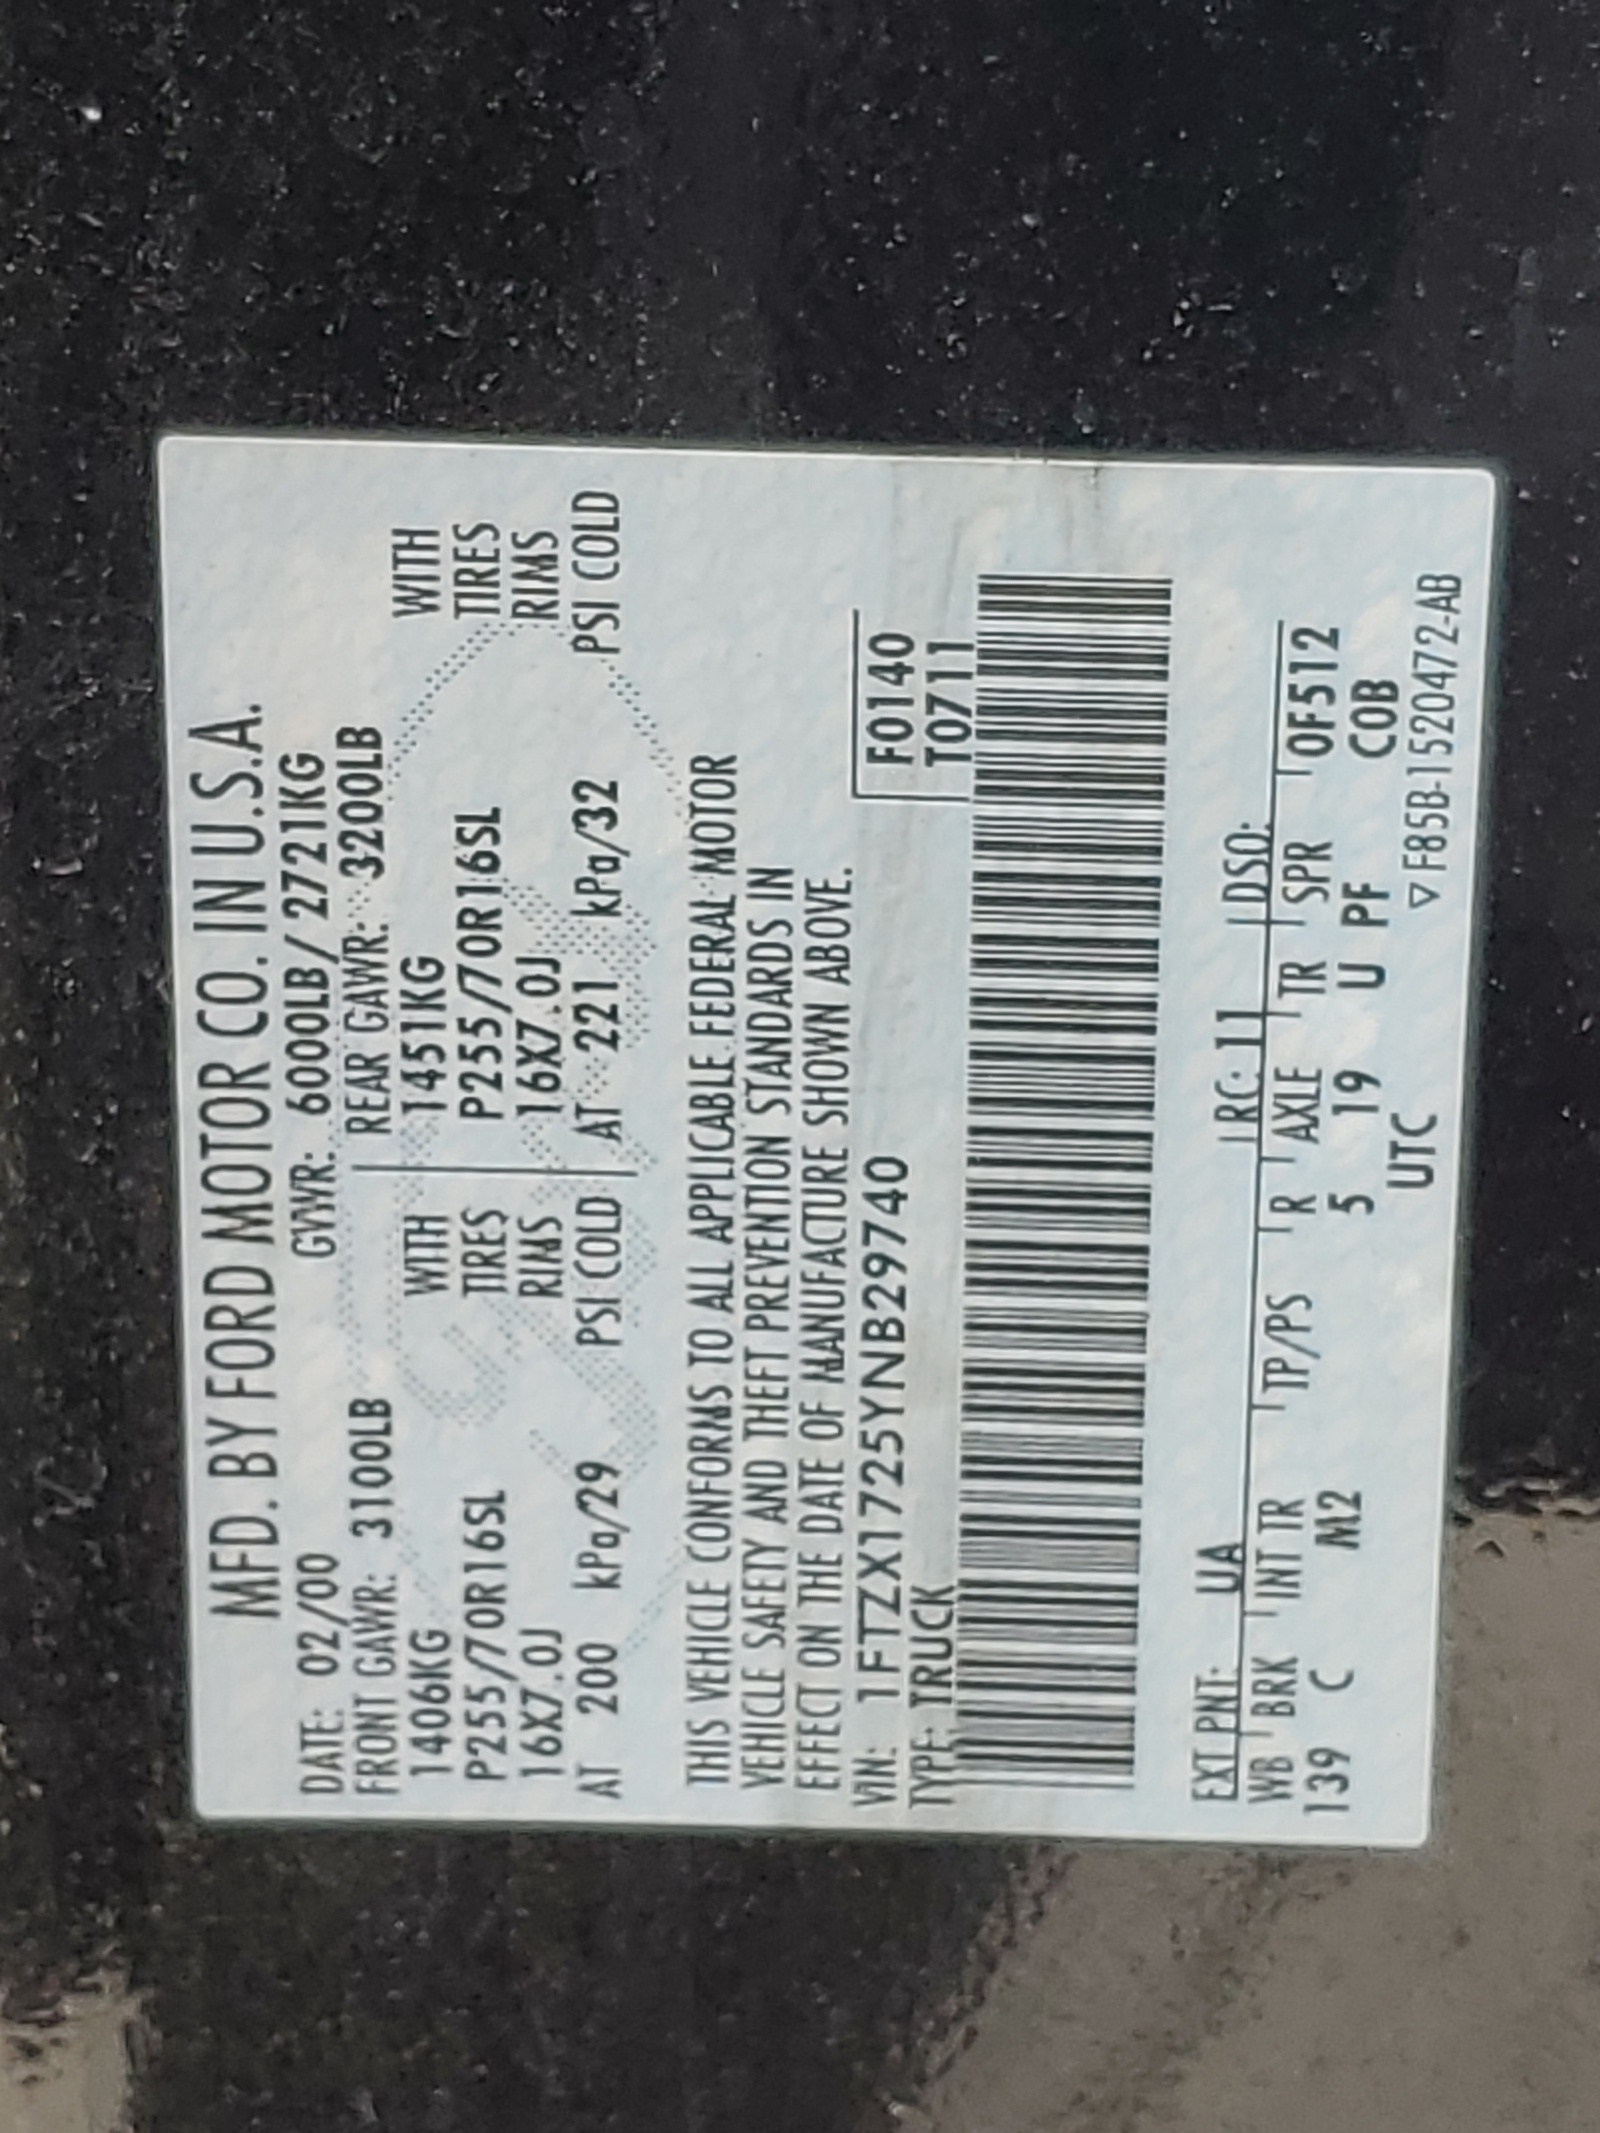 MFD. BY FORD MOTOR CO. IN U.S.A.
DATE: 02/00 GVWR: 6000LB/ 2721KG
FRONT GAWR: 3100LB REAR GAWR: 3200LB
1406KG WITH 1451KG WITH
P255/70R16SL TIRES P255/70R16SL TIRES
16X7.0J RIMS 16X7.0J RIMS
AT 200 kPa/29 PSI COLD AT 221 kPa/32 PSI COLD
THIS VEHICLE CONFORMS TO ALL APPLICABLE FEDERAL MOTOR
VEHICLE SAFETY AND THEFT PREVENTION STANDARDS IN
EFFECT ON THE DATE OF MANUFACTURE SHOWN ABOVE.
VIN: 1FTZX1725YNB29740 F0140
TYPE: TRUCK T0711
EXT PNT: UA RC: 11 DSO:
WB BRK INT TR TP/PS R AXLE TR SPR 0F512
139 C M2 5 19 U PF COB
UTC
▽ F85B-1520472-AB